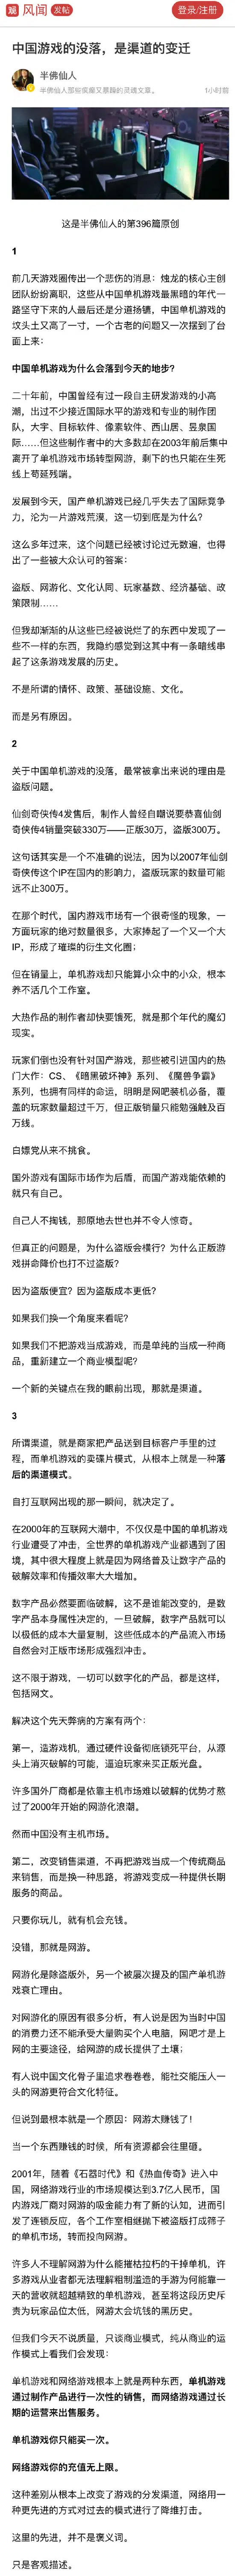 观 风闻 发帖 登录/注册
中国游戏的没落，是渠道的变迁
半佛仙人
半佛仙人那些疯癫又暴躁的灵魂文章。 1小时前
这是半佛仙人的第396篇原创
1
前几天游戏圈传出一个悲伤的消息：烛龙的核心主创
团队纷纷离职，这些从中国单机游戏最黑暗的年代一
路坚守下来的人最后还是分道扬镳，中国单机游戏的
坟头土又高了一寸，一个古老的问题又一次摆到了台
面上来：
中国单机游戏为什么会落到今天的地步？
二十年前，中国曾经有过一段自主研发游戏的小高
潮，出过不少接近国际水平的游戏和专业的制作团
队，大宇、目标软件、像素软件、西山居、昱泉国
际……但这些制作者中的大多数却在2003年前后集中
离开了单机游戏市场转型网游，剩下的也只能在生死
线上苟延残喘。
发展到今天，国产单机游戏已经几乎失去了国际竞争
力，沦为一片游戏荒漠，这一切到底是为什么？
这么多年过来，这个问题已经被讨论过无数遍，也得
出了一些被大众认可的答案：
盗版、网游化、文化认同、玩家基数、经济基础、政
策限制……
但我却渐渐的从这些已经被说烂了的东西中发现了一
些不一样的东西，我隐约感觉到这其中有一条暗线串
起了这条游戏发展的历史。
不是所谓的情怀、政策、基础设施、文化。
而是另有原因。
2
关于中国单机游戏的没落，最常被拿出来说的理由是
盗版问题。
仙剑奇侠传4发售后，制作人曾经自嘲说要恭喜仙剑
奇侠传4销量突破330万——正版30万，盗版300万。
这句话其实是一个不准确的说法，因为以2007年仙剑
奇侠传这个IP在国内的影响力，盗版玩家的数量可能
远不止300万。
在那个时代，国内游戏市场有一个很奇怪的现象，一
方面玩家的绝对数量很多，大家捧起了一个又一个大
IP，形成了璀璨的衍生文化圈；
但在销量上，单机游戏却只能算小众中的小众，根本
养不活几个工作室。
大热作品的制作者却快要饿死，就是那个年代的魔幻
现实。
玩家们倒也没有针对国产游戏，那些被引进国内的热
门大作：CS、《暗黑破坏神》系列、《魔兽争霸》
系列，也拥有同样的命运，明明是网吧装机必备，覆
盖的玩家数量超过千万，但正版销量只能勉强触及百
万线。
白嫖党从来不挑食。
国外游戏有国际市场作为后盾，而国产游戏能依赖的
就只有自己。
自己人不掏钱，那原地去世也并不令人惊奇。
但真正的问题是，为什么盗版会横行？为什么正版游
戏拼命降价也打不过盗版？
因为盗版便宜？因为盗版成本更低？
如果我们换一个角度来看呢？
如果我们不把游戏当成游戏，而是单纯的当成一种商
品，重新建立一个商业模型呢？
一个新的关键点在我的眼前出现，那就是渠道。
3
所谓渠道，就是商家把产品送到目标客户手里的过
程，而单机游戏的卖碟片模式，从根本上就是一种落
后的渠道模式。
自打互联网出现的那一瞬间，就决定了。
在2000年的互联网大潮中，不仅仅是中国的单机游戏
行业遭受了冲击，全世界的单机游戏产业都遇到了困
境，其中很大程度上就是因为网络普及让数字产品的
破解效率和传播效率大大增加。
数字产品必然要面临破解，这不是谁能改变的，是数
字产品本身属性决定的，一旦破解，数字产品就可以
以极低的成本大量复制，这些低成本的产品流入市场
自然会对正版市场形成强烈冲击。
这不限于游戏，一切可以数字化的产品，都是这样，
包括网文。
解决这个先天弊病的方案有两个：
第一，造游戏机，通过硬件设备彻底锁死平台，从源
头上消灭破解的可能，逼迫玩家来买正版光盘。
许多国外厂商都是依靠主机市场难以破解的优势才熬
过了2000年开始的网游化浪潮。
然而中国没有主机市场。
第二，改变销售渠道，不再把游戏当成一个传统商品
来销售，而是换一种思路，将游戏变成一种提供长期
服务的商品。
只要你玩儿，就有机会充钱。
没错，那就是网游。
网游化是除盗版外，另一个被屡次提及的国产单机游
戏衰亡理由。
对网游化的原因有很多分析，有人说是因为当时中国
的消费力还不能承受大量购买个人电脑，网吧才是上
网的主要途径，给网游的成长提供了土壤；
有人说中国文化骨子里追求卷卷卷，能社交能压人一
头的网游更符合文化特征。
但说到最根本就是一个原因：网游太赚钱了！
当一个东西赚钱的时候，所有资源都会往里砸。
2001年，随着《石器时代》和《热血传奇》进入中
国，网络游戏行业的市场规模达到3.7亿人民币，国
内游戏厂商对网游的吸金能力有了新的认知，进而引
发了连锁反应，各个工作室相继抛下被盗版打成筛子
的单机市场，转而投向网游。
许多人不理解网游为什么能摧枯拉朽的干掉单机，许
多游戏从业者都无法理解粗制滥造的手游为何能靠一
天的营收就超越精致的单机游戏，甚至将这段历史斥
责为玩家品位太低，网游太会坑钱的黑历史。
但我们今天不说质量，只谈商业模式，纯从商业的运
作模式上看我们会发现：
单机游戏和网络游戏根本上就是两种东西，单机游戏
通过制作产品进行一次性的销售，而网络游戏通过长
期的运营来出售服务。
单机游戏你只能买一次。
网络游戏你的充值无上限。
这种差别从根本上改变了游戏的分发渠道，网络用一
种更先进的方式对过去的模式进行了降维打击。
这里的先进，并不是褒义词。
只是客观描述。